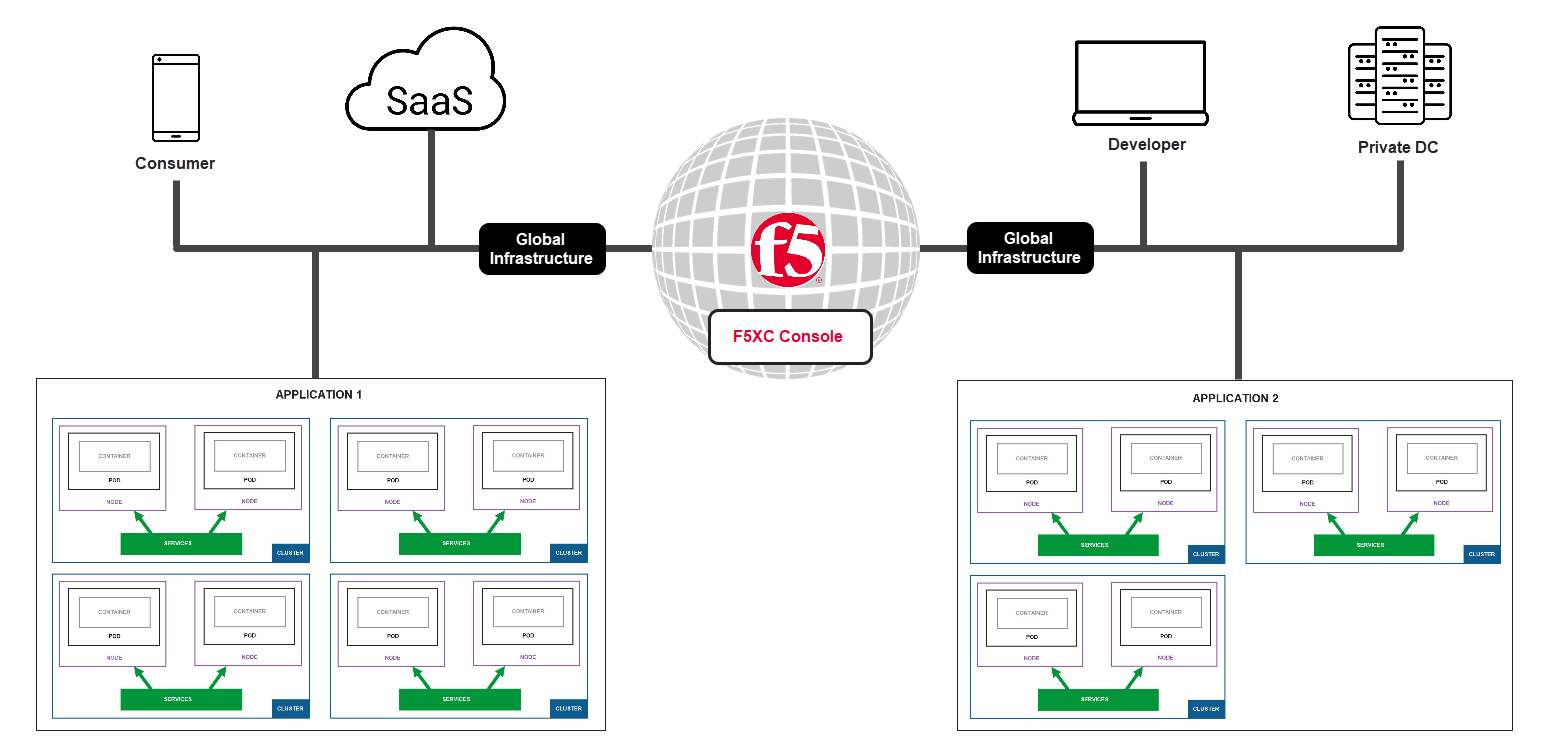 SaaS
Consumer
Developer
Private DC
Global
Infrastructure
f5
®
Global
Infrastructure
F5XC Console
APPLICATION 1
CONTAINER
POD
NODE
CONTAINER
POD
NODE
SERVICES
CLUSTER
CONTAINER
POD
NODE
CONTAINER
POD
NODE
SERVICES
CLUSTER
CONTAINER
POD
NODE
CONTAINER
POD
NODE
SERVICES
CLUSTER
CONTAINER
POD
NODE
CONTAINER
POD
NODE
SERVICES
CLUSTER
APPLICATION 2
CONTAINER
POD
NODE
CONTAINER
POD
NODE
SERVICES
CLUSTER
CONTAINER
POD
NODE
CONTAINER
POD
NODE
SERVICES
CLUSTER
CONTAINER
POD
NODE
CONTAINER
POD
NODE
SERVICES
CLUSTER